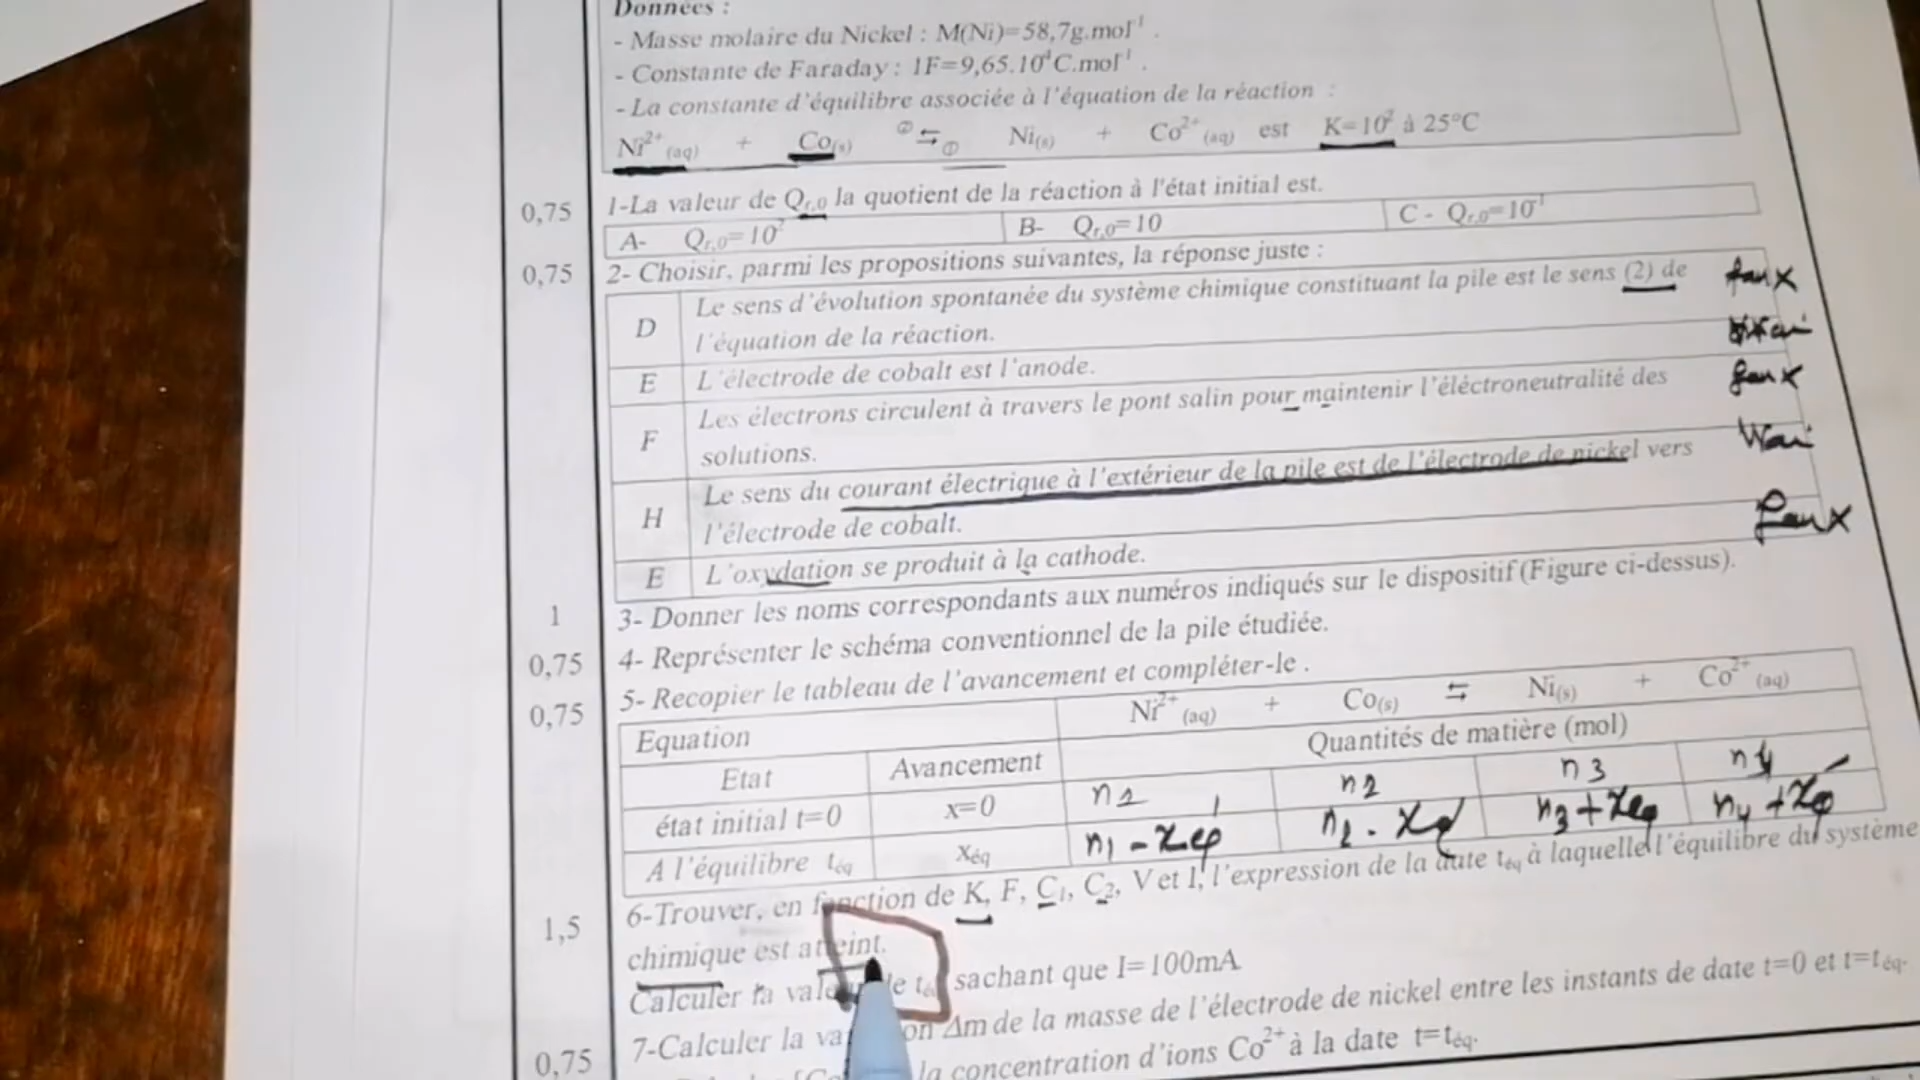 Données :
- Masse molaire du Nickel : M(Ni)=58,7g.mol⁻¹ .
- Constante de Faraday : 1F=9,65.10⁴C.mol⁻¹ .
- La constante d'équilibre associée à l'équation de la réaction :
Ni²⁺(aq) + Co(s) ② ⇆ ① Ni(s) + Co²⁺(aq) est K=10² à 25°C
0,75 1-La valeur de Qr,0 la quotient de la réaction à l'état initial est.
A- Qr,0=10² B- Qr,0=10 C - Qr,0=10⁻¹
0,75 2- Choisir, parmi les propositions suivantes, la réponse juste :
D Le sens d'évolution spontanée du système chimique constituant la pile est le sens (2) de faux
l'équation de la réaction.
E L'électrode de cobalt est l'anode. vrai
F Les électrons circulent à travers le pont salin pour maintenir l'éléctroneutralité des faux
solutions.
H Le sens du courant électrique à l'extérieur de la pile est de l'électrode de nickel vers Vrai
l'électrode de cobalt.
E L'oxydation se produit à la cathode. faux
1 3- Donner les noms correspondants aux numéros indiqués sur le dispositif (Figure ci-dessus).
0,75 4- Représenter le schéma conventionnel de la pile étudiée.
0,75 5- Recopier le tableau de l'avancement et compléter-le .
Equation Ni²⁺(aq) + Co(s) ⇆ Ni(s) + Co²⁺(aq)
Etat Avancement Quantités de matière (mol)
état initial t=0 x=0 n1 n2 n3 n4
A l'équilibre téq xéq n1 - xéq n2 - xéq n3 + xéq n4 + xéq
6-Trouver, en fonction de K, F, C1, C2, V et I, l'expression de la date téq à laquelle l'équilibre du système
1,5 chimique est atteint.
Calculer la valeur de téq sachant que I=100mA
0,75 7-Calculer la variation Δm de la masse de l'électrode de nickel entre les instants de date t=0 et t=téq.
la concentration d'ions Co²⁺ à la date t=téq.